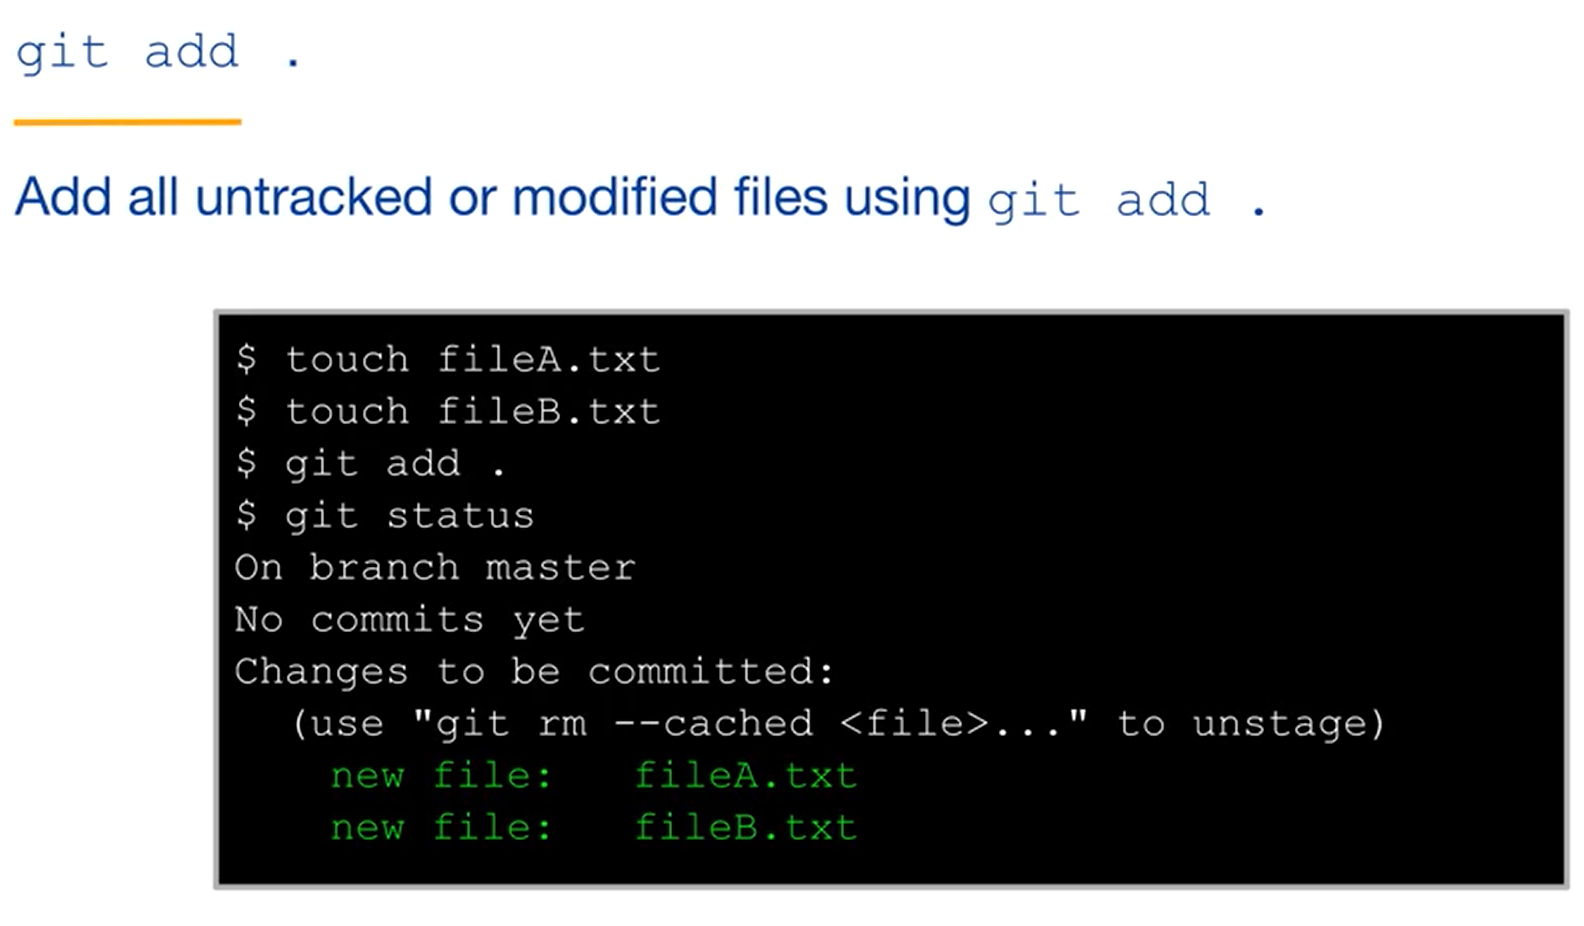 git add .
Add all untracked or modified files using git add .
$ touch fileA.txt
$ touch fileB.txt
$ git add .
$ git status
On branch master
No commits yet
Changes to be committed:
  (use "git rm --cached <file>..." to unstage)
    new file:   fileA.txt
    new file:   fileB.txt